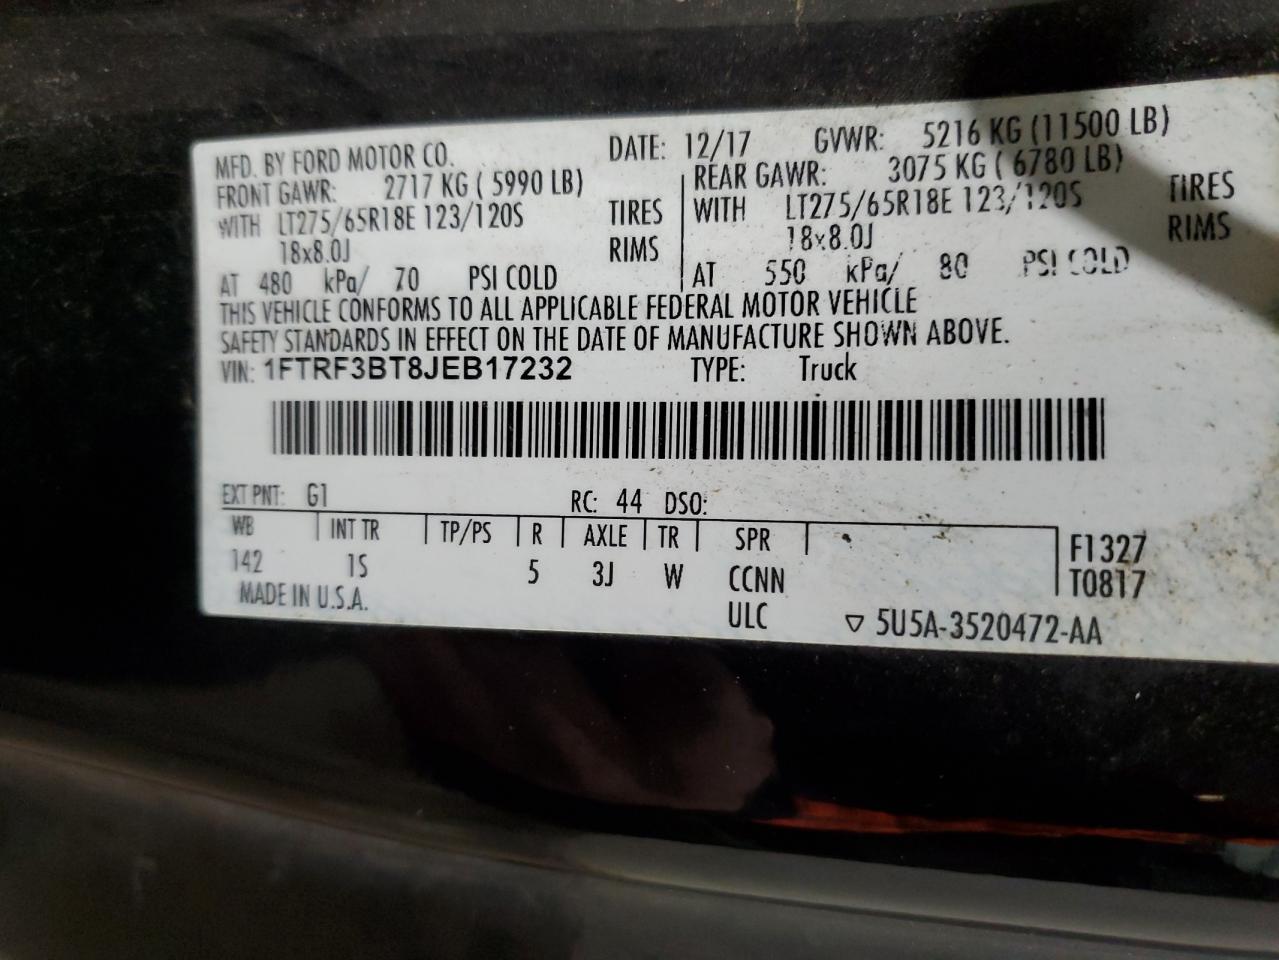 MFD. BY FORD MOTOR CO. DATE: 12/17 GVWR: 5216 KG (11500 LB)
FRONT GAWR: 2717 KG ( 5990 LB) REAR GAWR: 3075 KG ( 6780 LB)
WITH LT275/65R18E 123/120S TIRES WITH LT275/65R18E 123/120S TIRES
18x8.0J RIMS 18x8.0J RIMS
AT 480 kPa/ 70 PSI COLD AT 550 kPa/ 80 PSI COLD
THIS VEHICLE CONFORMS TO ALL APPLICABLE FEDERAL MOTOR VEHICLE
SAFETY STANDARDS IN EFFECT ON THE DATE OF MANUFACTURE SHOWN ABOVE.
VIN: 1FTRF3BT8JEB17232 TYPE: Truck
EXT PNT: G1 RC: 44 DSO:
WB INT TR TP/PS R AXLE TR SPR F1327
142 1S 5 3J W CCNN T0817
MADE IN U.S.A. ULC ▽ 5U5A-3520472-AA